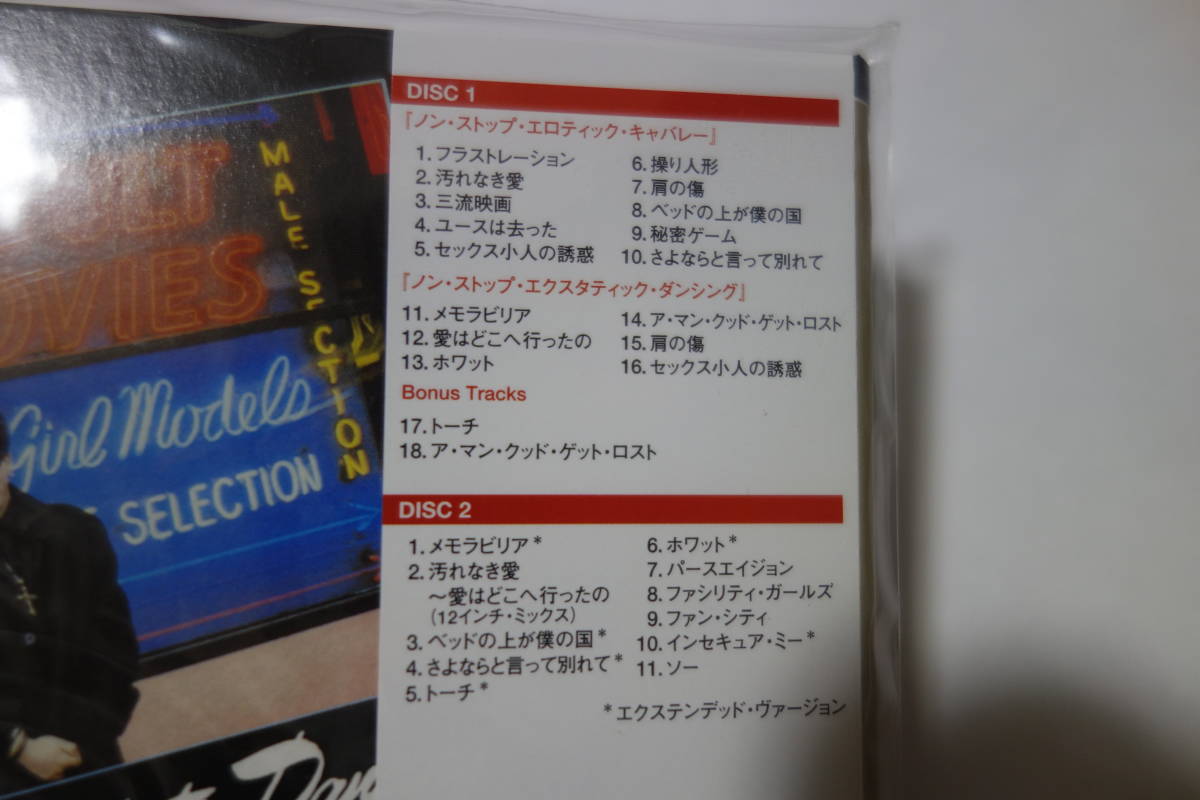 MALE SECTION
OVIES
Girl Models
SELECTION
DISC 1
『ノン・ストップ・エロティック・キャバレー』
1. フラストレーション
2. 汚れなき愛
3. 三流映画
4. ユースは去った
5. セックス小人の誘惑
6. 操り人形
7. 肩の傷
8. ベッドの上が僕の国
9. 秘密ゲーム
10. さよならと言って別れて
『ノン・ストップ・エクスタティック・ダンシング』
11. メモラビリア
12. 愛はどこへ行ったの
13. ホワット
14. ア・マン・クッド・ゲット・ロスト
15. 肩の傷
16. セックス小人の誘惑
Bonus Tracks
17. トーチ
18. ア・マン・クッド・ゲット・ロスト
DISC 2
1. メモラビリア*
2. 汚れなき愛
～愛はどこへ行ったの
(12インチ・ミックス)
3. ベッドの上が僕の国*
4. さよならと言って別れて*
5. トーチ*
6. ホワット*
7. パースエイジョン
8. ファシリティ・ガールズ
9. ファン・シティ
10. インセキュア・ミー*
11. ソー
*エクステンデッド・ヴァージョン